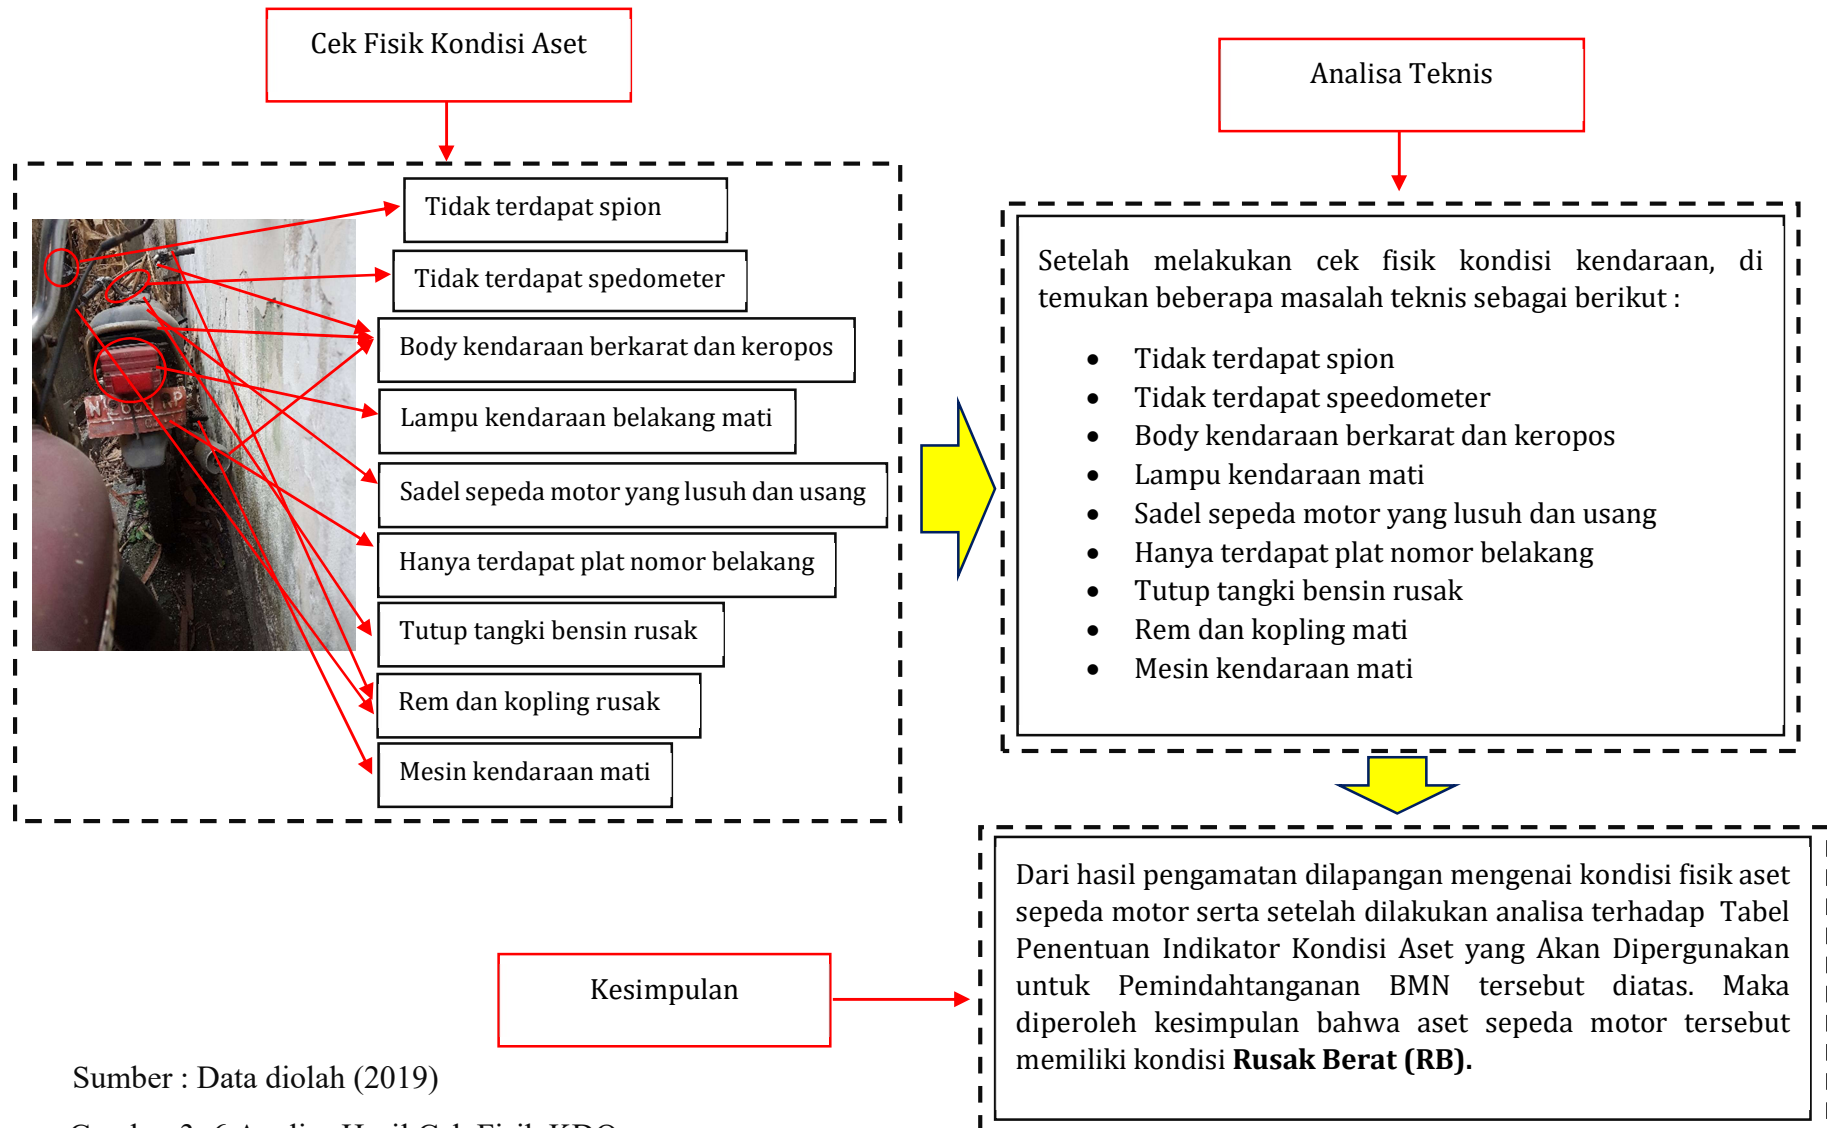 Cek Fisik Kondisi Aset
Tidak terdapat spion
Tidak terdapat spedometer
Body kendaraan berkarat dan keropos
Lampu kendaraan belakang mati
Sadel sepeda motor yang lusuh dan usang
Hanya terdapat plat nomor belakang
Tutup tangki bensin rusak
Rem dan kopling rusak
Mesin kendaraan mati
Analisa Teknis
Setelah melakukan cek fisik kondisi kendaraan, di
temukan beberapa masalah teknis sebagai berikut :
• Tidak terdapat spion
• Tidak terdapat speedometer
• Body kendaraan berkarat dan keropos
• Lampu kendaraan mati
• Sadel sepeda motor yang lusuh dan usang
• Hanya terdapat plat nomor belakang
• Tutup tangki bensin rusak
• Rem dan kopling mati
• Mesin kendaraan mati
Kesimpulan
Dari hasil pengamatan dilapangan mengenai kondisi fisik aset
sepeda motor serta setelah dilakukan analisa terhadap Tabel
Penentuan Indikator Kondisi Aset yang Akan Dipergunakan
untuk Pemindahtanganan BMN tersebut diatas. Maka
diperoleh kesimpulan bahwa aset sepeda motor tersebut
memiliki kondisi Rusak Berat (RB).
Sumber : Data diolah (2019)